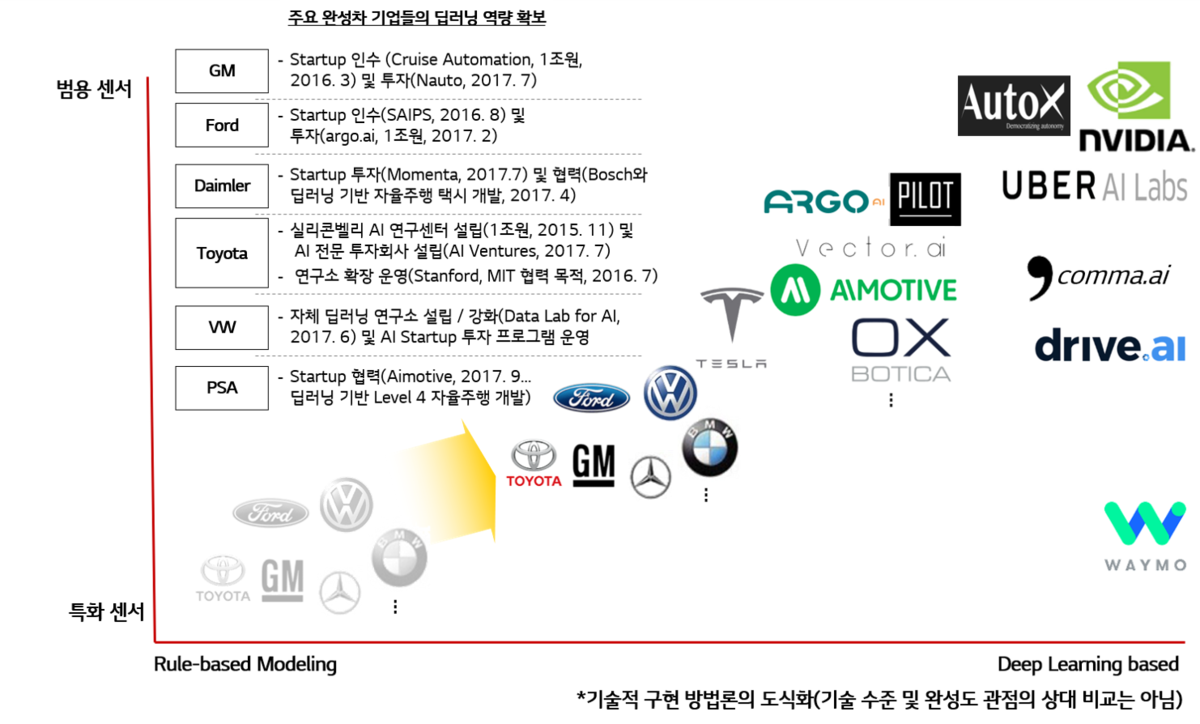 주요 완성차 기업들의 딥러닝 역량 확보
범용 센서
GM
- Startup 인수 (Cruise Automation, 1조원,
2016. 3) 및 투자(Nauto, 2017. 7)
Ford
- Startup 인수(SAIPS, 2016. 8) 및
투자(argo.ai, 1조원, 2017. 2)
Daimler
- Startup 투자(Momenta, 2017.7) 및 협력(Bosch와
딥러닝 기반 자율주행 택시 개발, 2017. 4)
Toyota
- 실리콘벨리 AI 연구센터 설립(1조원, 2015. 11) 및
AI 전문 투자회사 설립(AI Ventures, 2017. 7)
- 연구소 확장 운영(Stanford, MIT 협력 목적, 2016. 7)
VW
- 자체 딥러닝 연구소 설립 / 강화(Data Lab for AI,
2017. 6) 및 AI Startup 투자 프로그램 운영
PSA
- Startup 협력(Aimotive, 2017. 9...
딥러닝 기반 Level 4 자율주행 개발)
AutoX
Democratizing autonomy
NVIDIA.
UBER AI Labs
ARGO AI
PILOT
vector.ai
AIMOTIVE
comma.ai
TESLA
OX
BOTICA
drive.ai
Ford
BMW
TOYOTA
GM
WAYMO
Ford
BMW
TOYOTA
GM
특화 센서
Rule-based Modeling
Deep Learning based
*기술적 구현 방법론의 도식화(기술 수준 및 완성도 관점의 상대 비교는 아님)